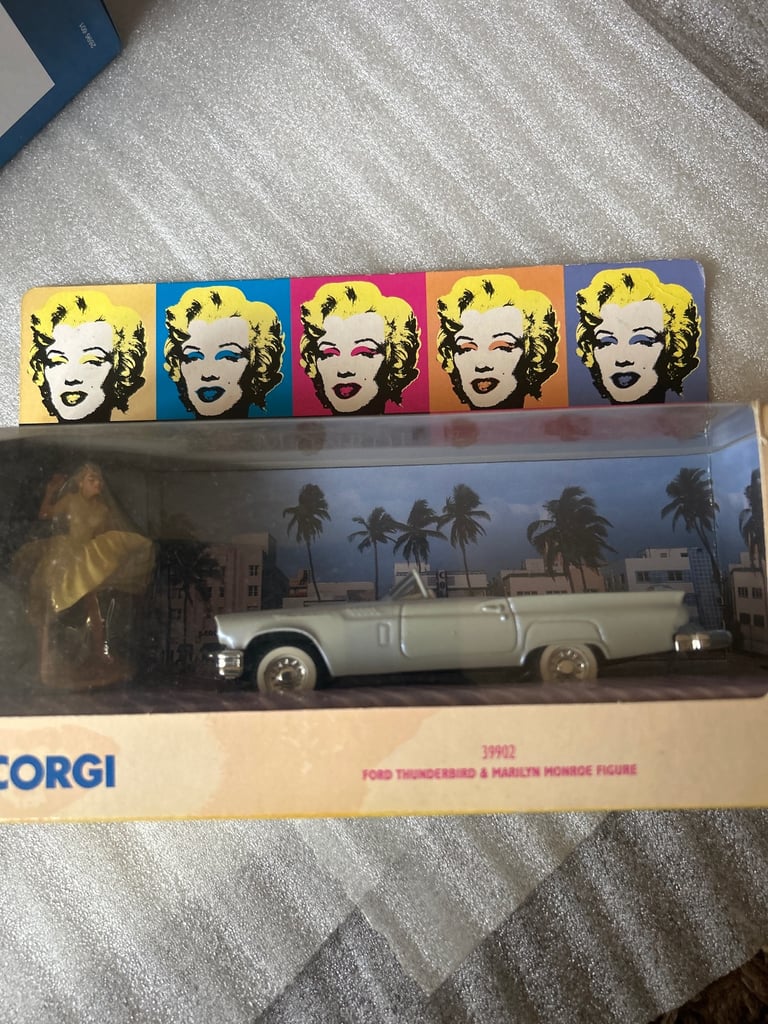 CORGI
39902
FORD THUNDERBIRD & MARILYN MONROE FIGURE